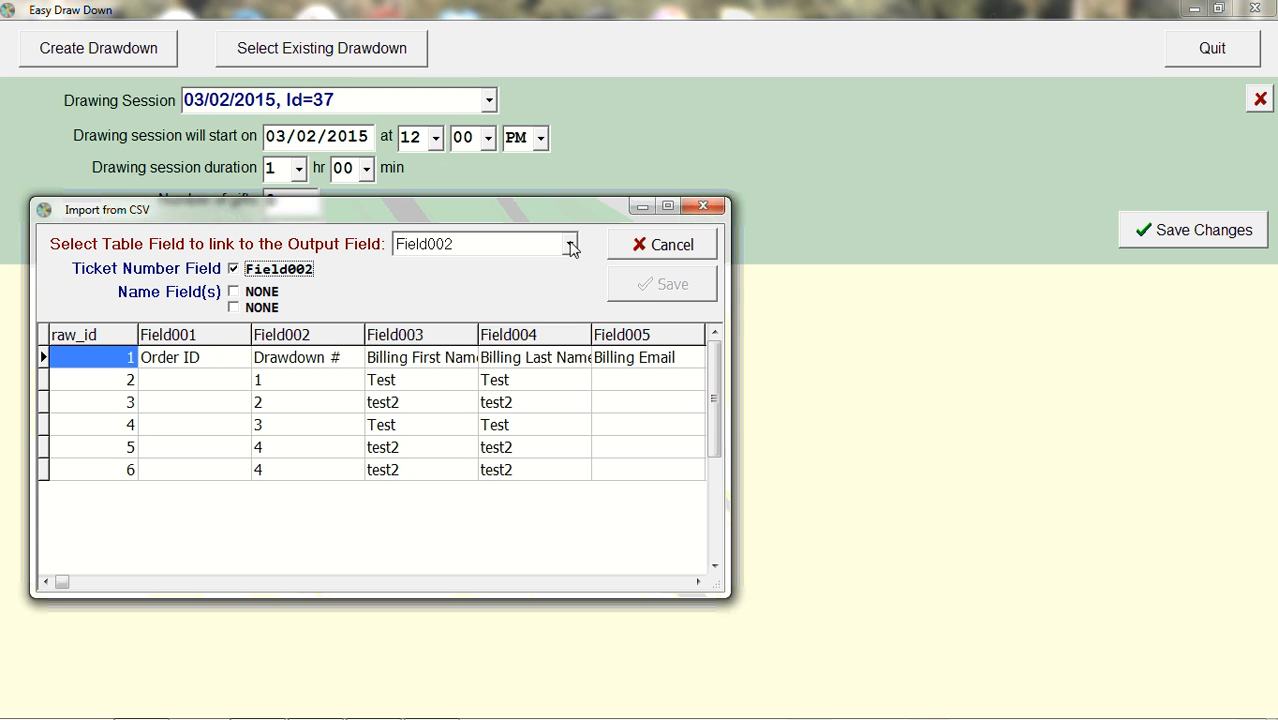 Easy Draw Down
Create Drawdown
Select Existing Drawdown
Quit
Drawing Session 03/02/2015, Id=37
Drawing session will start on 03/02/2015 at 12 00 PM
Drawing session duration 1 hr 00 min
Import from CSV
Select Table Field to link to the Output Field: Field002
Cancel
Ticket Number Field Field002
Save
Name Field(s) NONE
NONE
Save Changes
raw_id Field001 Field002 Field003 Field004 Field005
1 Order ID Drawdown # Billing First Name Billing Last Name Billing Email
2 1 Test Test
3 2 test2 test2
4 3 Test Test
5 4 test2 test2
6 4 test2 test2